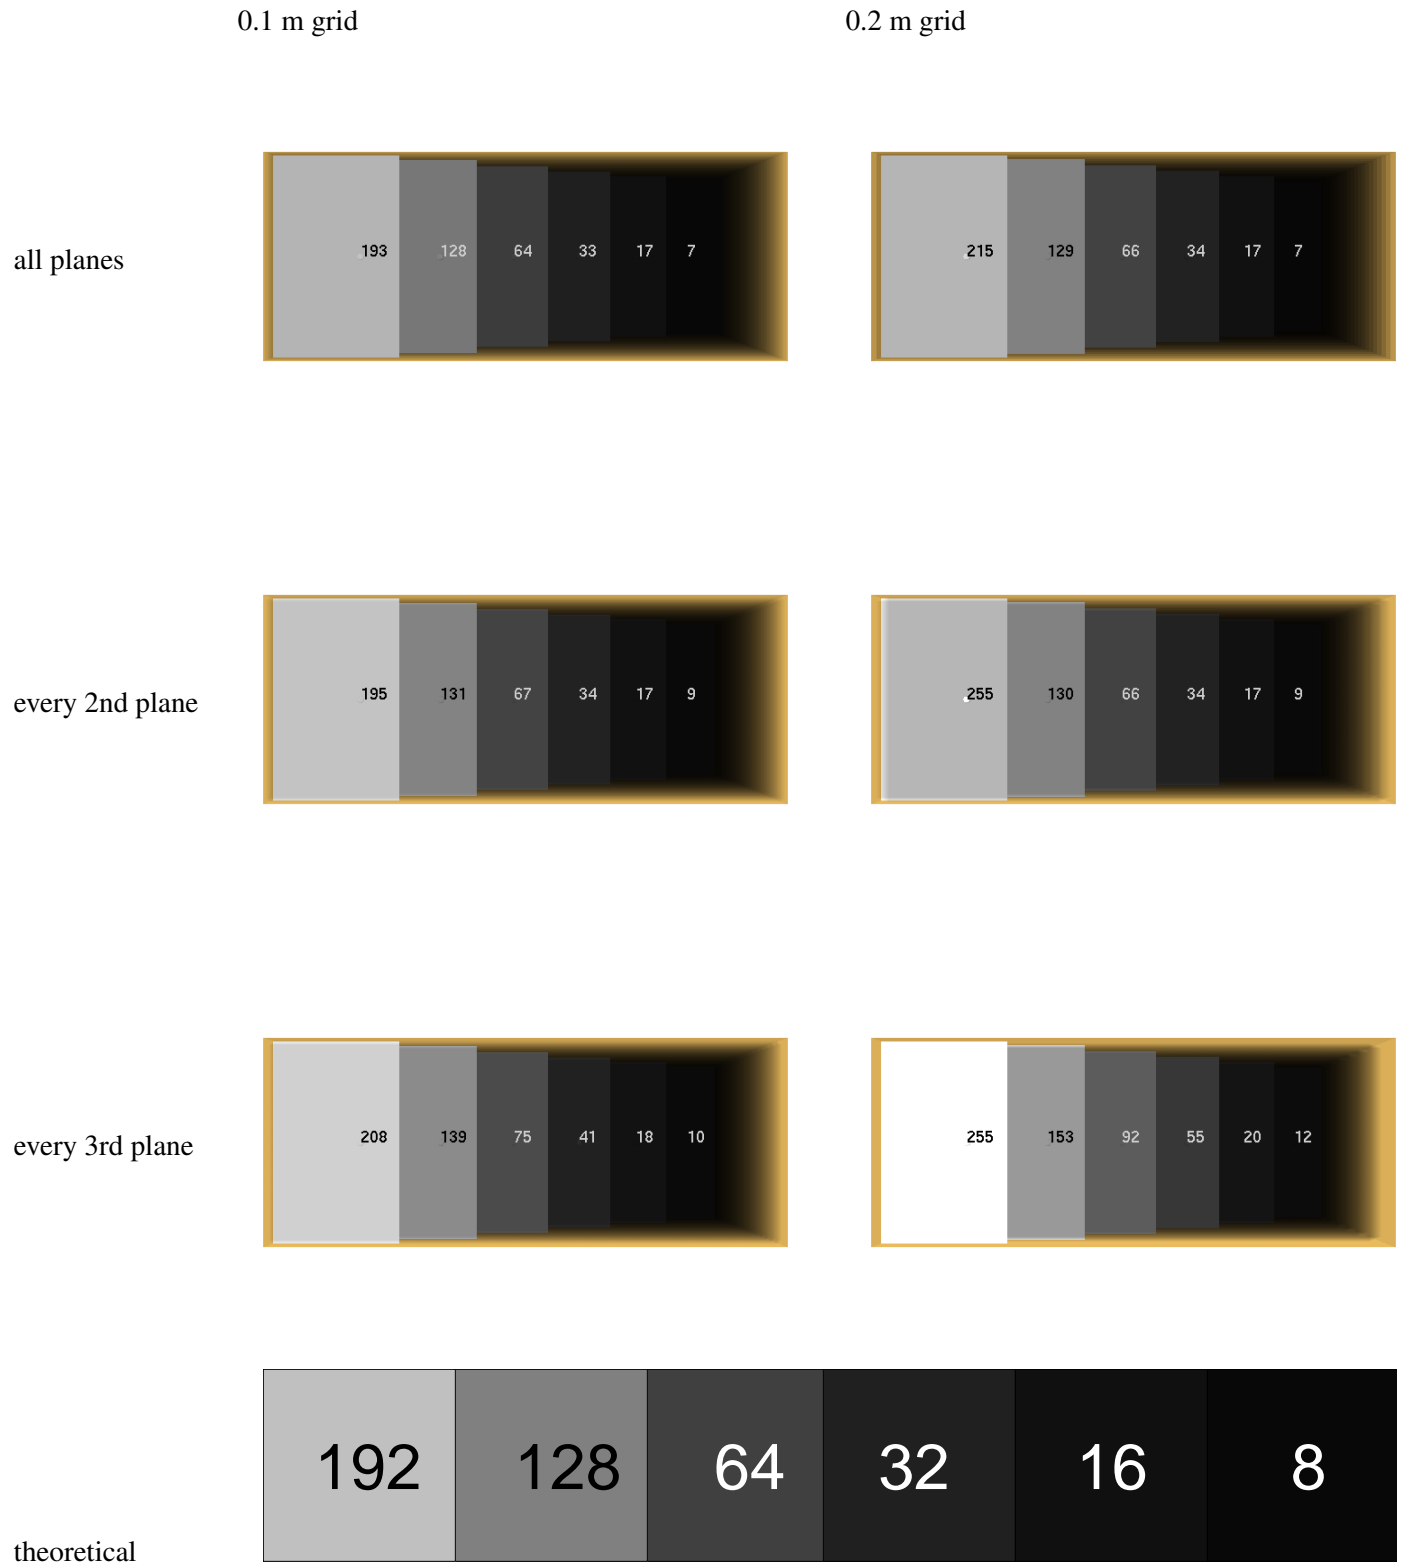 0.1 m grid 0.2 m grid
all planes 193 128 64 33 17 7 215 129 66 34 17 7
every 2nd plane 195 131 67 34 17 9 255 130 66 34 17 9
every 3rd plane 208 139 75 41 18 10 255 153 92 55 20 12
192 128 64 32 16 8
theoretical